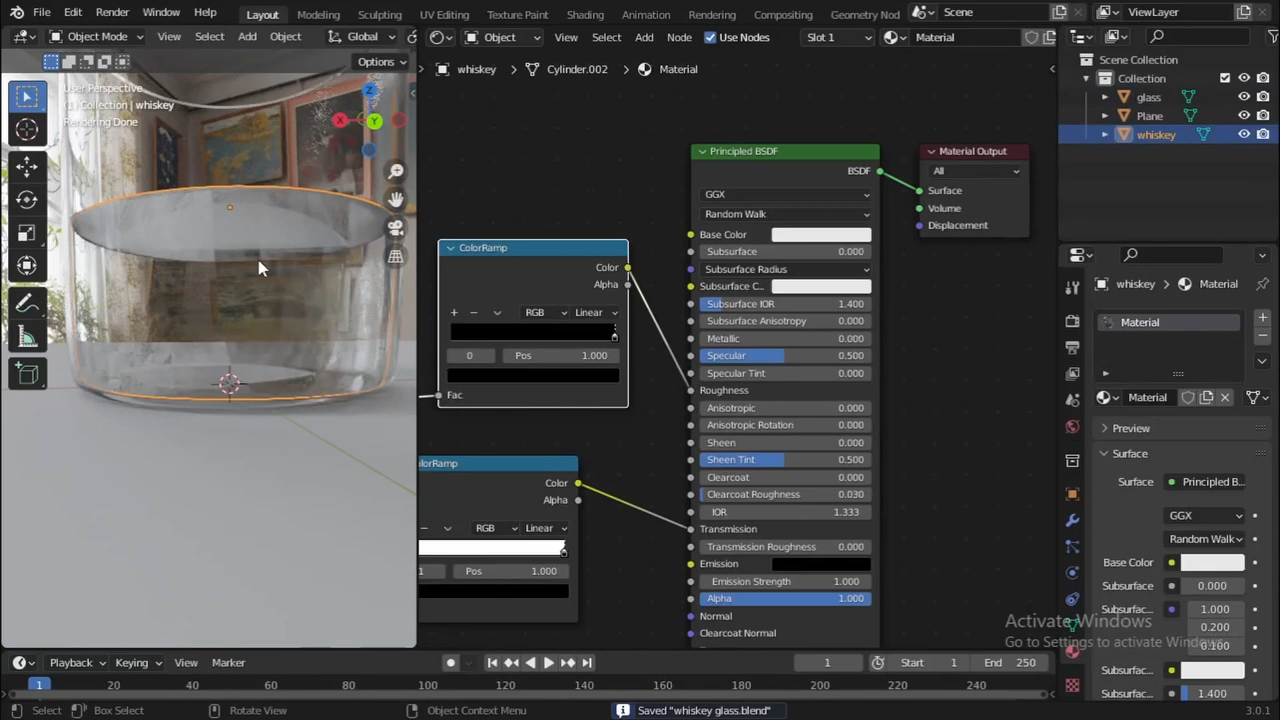 File Edit Render Window Help Layout Modeling Sculpting UV Editing Texture Paint Shading Animation Rendering Compositing Geometry Nod Scene ViewLayer
Object Mode View Select Add Object Global
Object View Select Add Node Use Nodes Slot 1 Material
Options
User Perspective
(1) Collection | whiskey
Rendering Done
X
Y
Z
whiskey Cylinder.002 Material
Scene Collection
Collection
glass
Plane
whiskey
ColorRamp
Color
Alpha
RGB Linear
0 Pos 1.000
Fac
olorRamp
Color
Alpha
RGB Linear
1 Pos 1.000
Principled BSDF
BSDF
GGX
Random Walk
Base Color
Subsurface 0.000
Subsurface Radius
Subsurface C...
Subsurface IOR 1.400
Subsurface Anisotropy 0.000
Metallic 0.000
Specular 0.500
Specular Tint 0.000
Roughness
Anisotropic 0.000
Anisotropic Rotation 0.000
Sheen 0.000
Sheen Tint 0.500
Clearcoat 0.000
Clearcoat Roughness 0.030
IOR 1.333
Transmission
Transmission Roughness 0.000
Emission
Emission Strength 1.000
Alpha 1.000
Normal
Clearcoat Normal
Material Output
All
Surface
Volume
Displacement
whiskey Material
Material
Material
Preview
Surface
Surface Principled B...
GGX
Random Walk
Base Color
Subsurface 0.000
Subsurfac... 1.000
0.200
0.100
Subsurfac...
Subsurfac... 1.400
Activate Windows
Go to Settings to activate Windows.
Playback Keying View Marker 1 Start 1 End 250
1 20 40 60 80 100 120 140 160 180 200 220 240
Select Box Select Rotate View Object Context Menu Saved "whiskey glass.blend" 3.0.1